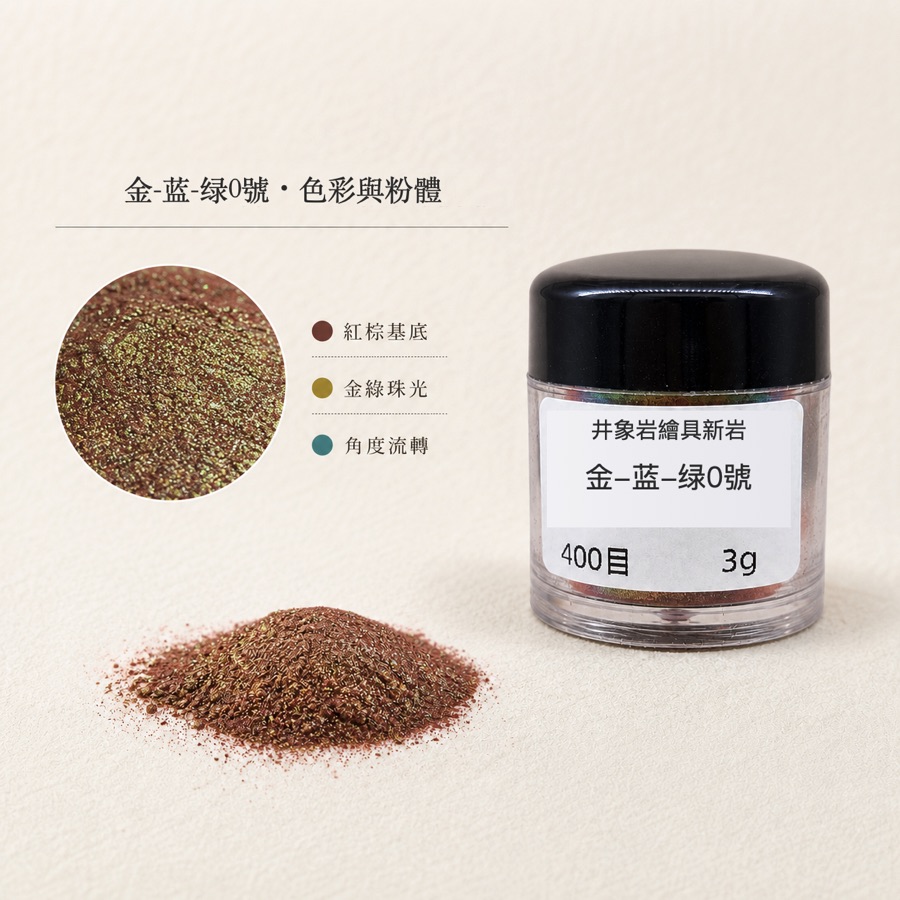 金-蓝-绿0號・色彩與粉體
紅棕基底
金綠珠光
角度流轉
井象岩繪具新岩
金–蓝–绿0號
400目 3g